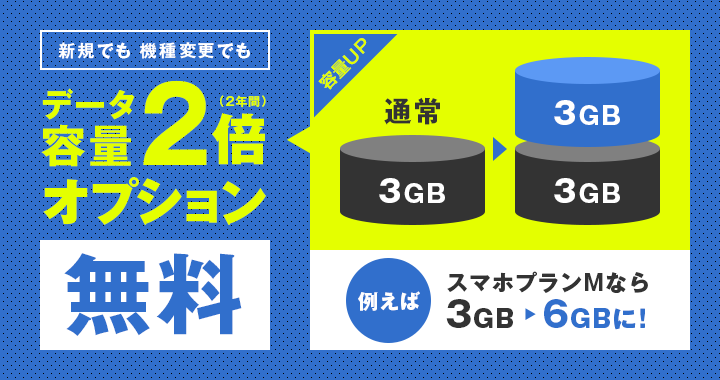 新規でも 機種変更でも
データ
容量2倍
(2年間)
オプション
無料
容量UP
通常
3GB
3GB
3GB
例えば
スマホプランMなら
3GB ▶ 6GBに!